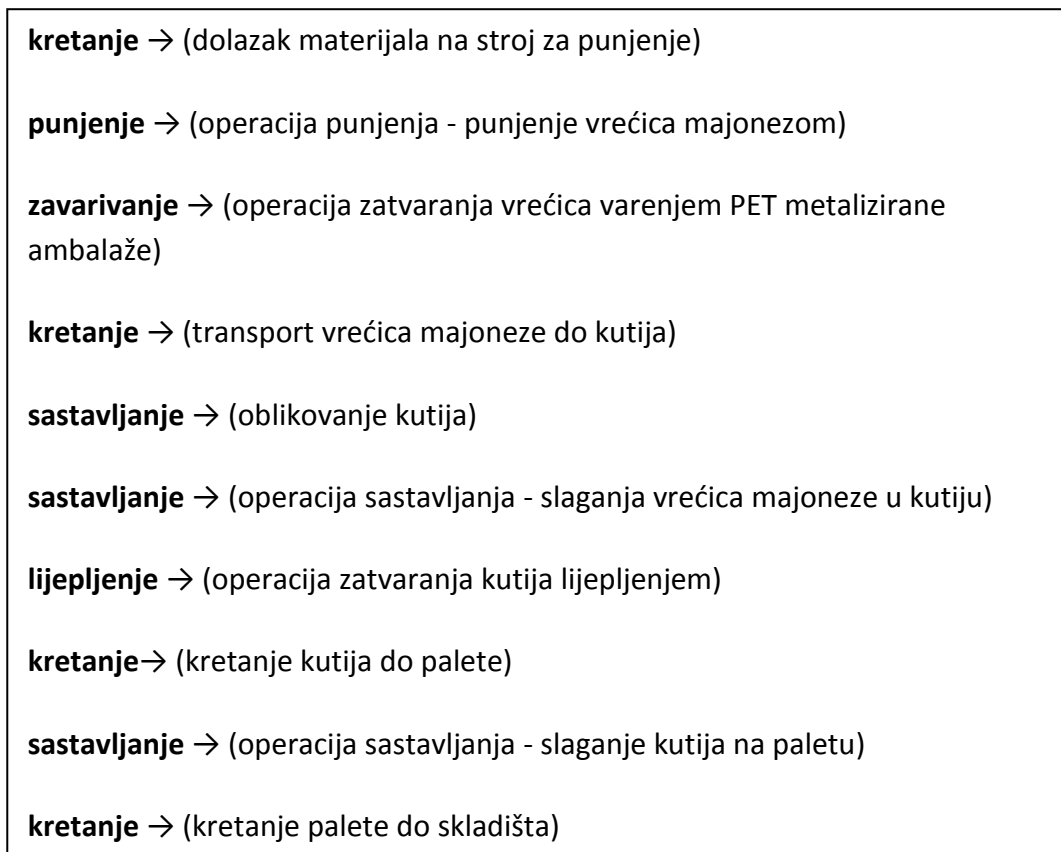 kretanje → (dolazak materijala na stroj za punjenje)
punjenje → (operacija punjenja - punjenje vrećica majonezom)
zavarivanje → (operacija zatvaranja vrećica varenjem PET metalizirane
ambalaže)
kretanje → (transport vrećica majoneze do kutija)
sastavljanje → (oblikovanje kutija)
sastavljanje → (operacija sastavljanja - slaganja vrećica majoneze u kutiju)
lijepljenje → (operacija zatvaranja kutija lijepljenjem)
kretanje→ (kretanje kutija do palete)
sastavljanje → (operacija sastavljanja - slaganje kutija na paletu)
kretanje → (kretanje palete do skladišta)